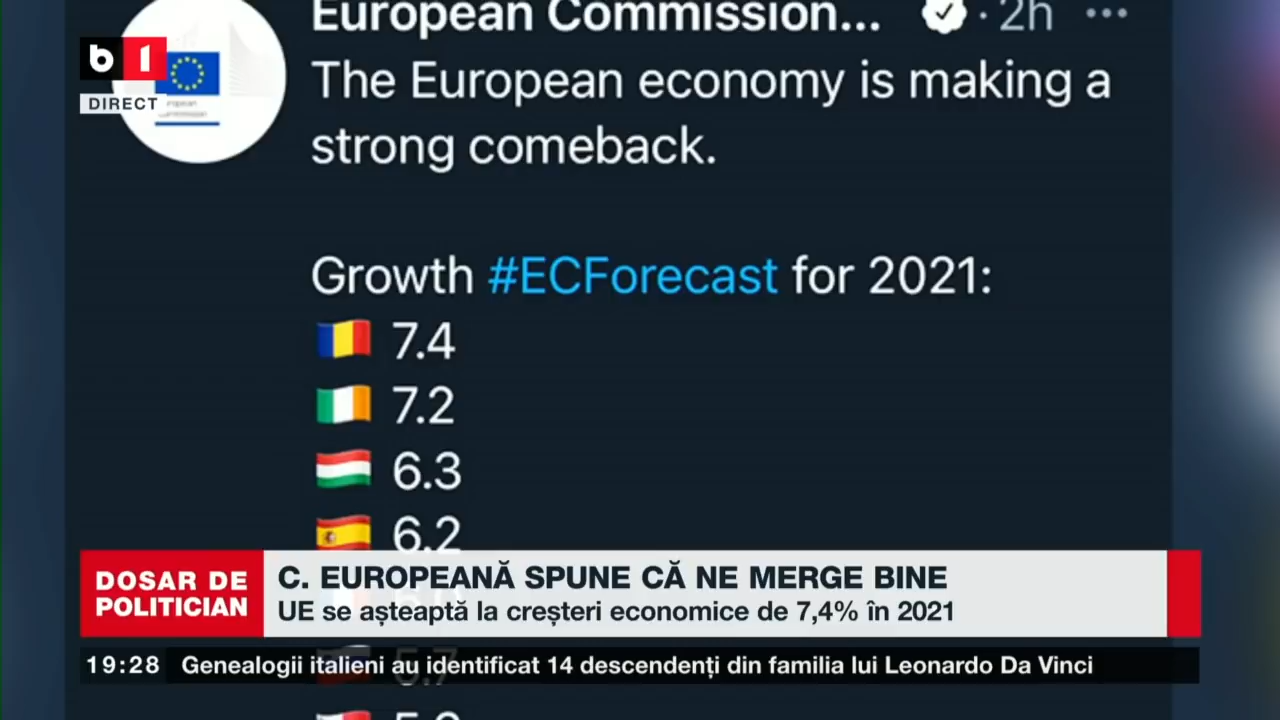 European Commission... · 2h
b1
DIRECT
The European economy is making a
strong comeback.
Growth #ECForecast for 2021:
7.4
7.2
6.3
6.2
DOSAR DE
POLITICIAN
C. EUROPEANĂ SPUNE CĂ NE MERGE BINE
UE se așteaptă la creșteri economice de 7,4% în 2021
19:28 Genealogii italieni au identificat 14 descendenți din familia lui Leonardo Da Vinci
5.7